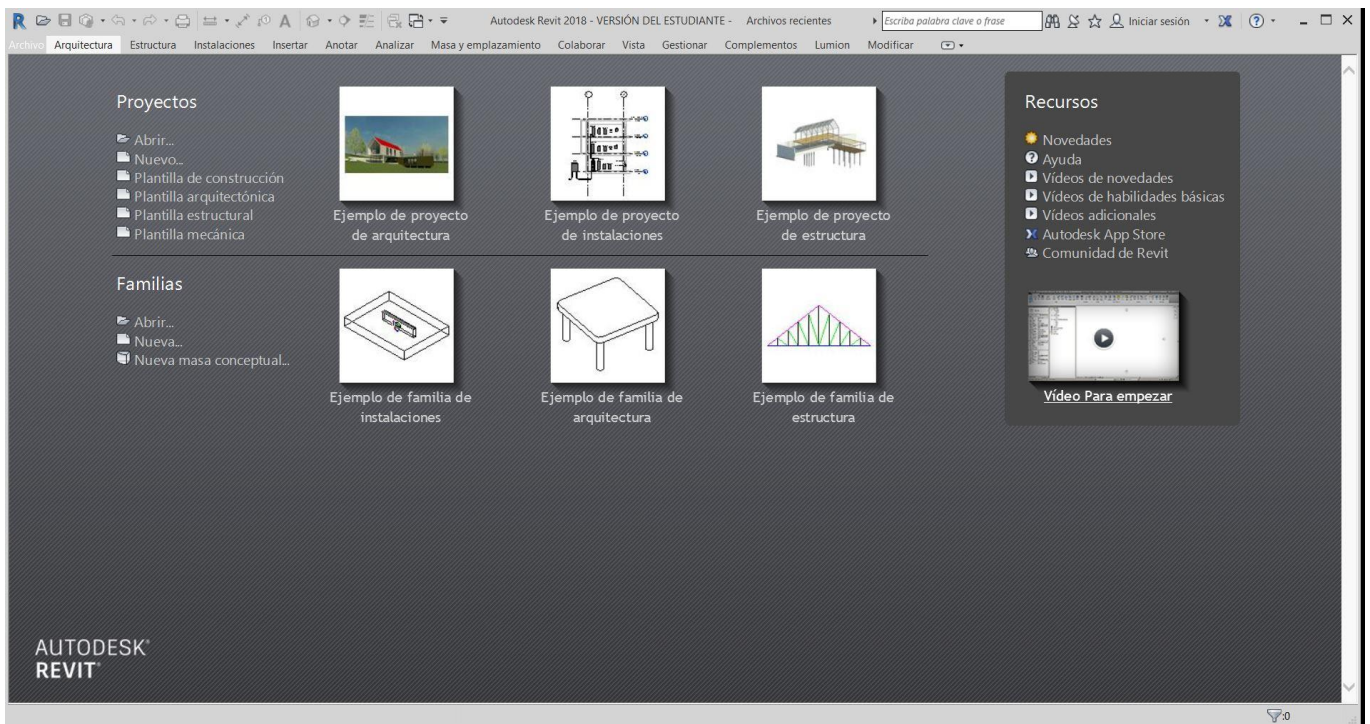 Autodesk Revit 2018 - VERSIÓN DEL ESTUDIANTE - Archivos recientes
Escriba palabra clave o frase
Iniciar sesión
Archivo Arquitectura Estructura Instalaciones Insertar Anotar Analizar Masa y emplazamiento Colaborar Vista Gestionar Complementos Lumion Modificar
Proyectos
Abrir...
Nuevo...
Plantilla de construcción
Plantilla arquitectónica
Plantilla estructural
Plantilla mecánica
Ejemplo de proyecto
de arquitectura
Ejemplo de proyecto
de instalaciones
Ejemplo de proyecto
de estructura
Familias
Abrir...
Nueva...
Nueva masa conceptual...
Ejemplo de familia de
instalaciones
Ejemplo de familia de
arquitectura
Ejemplo de familia de
estructura
Recursos
Novedades
Ayuda
Vídeos de novedades
Vídeos de habilidades básicas
Vídeos adicionales
Autodesk App Store
Comunidad de Revit
Vídeo Para empezar
AUTODESK®
REVIT®
:0